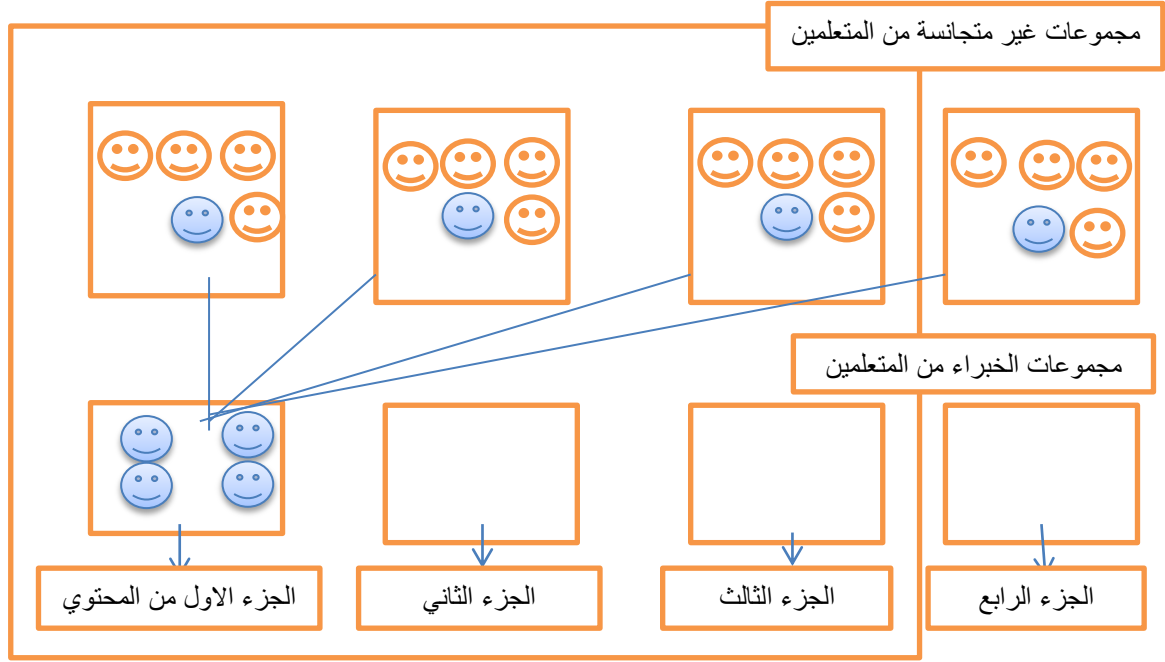 مجموعات غير متجانسة من المتعلمين
مجموعات الخبراء من المتعلمين
الجزء الرابع
الجزء الثالث
الجزء الثاني
الجزء الاول من المحتوي